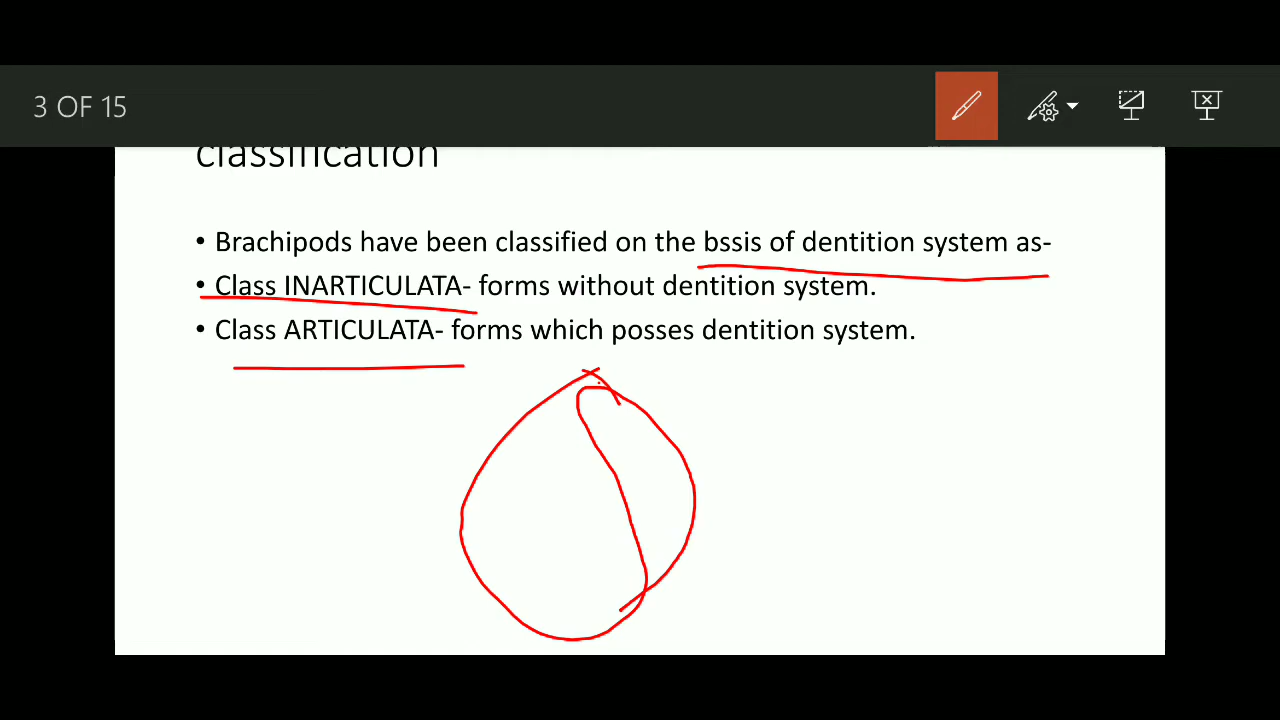 3 OF 15
classification
• Brachipods have been classified on the bssis of dentition system as-
• Class INARTICULATA- forms without dentition system.
• Class ARTICULATA- forms which posses dentition system.